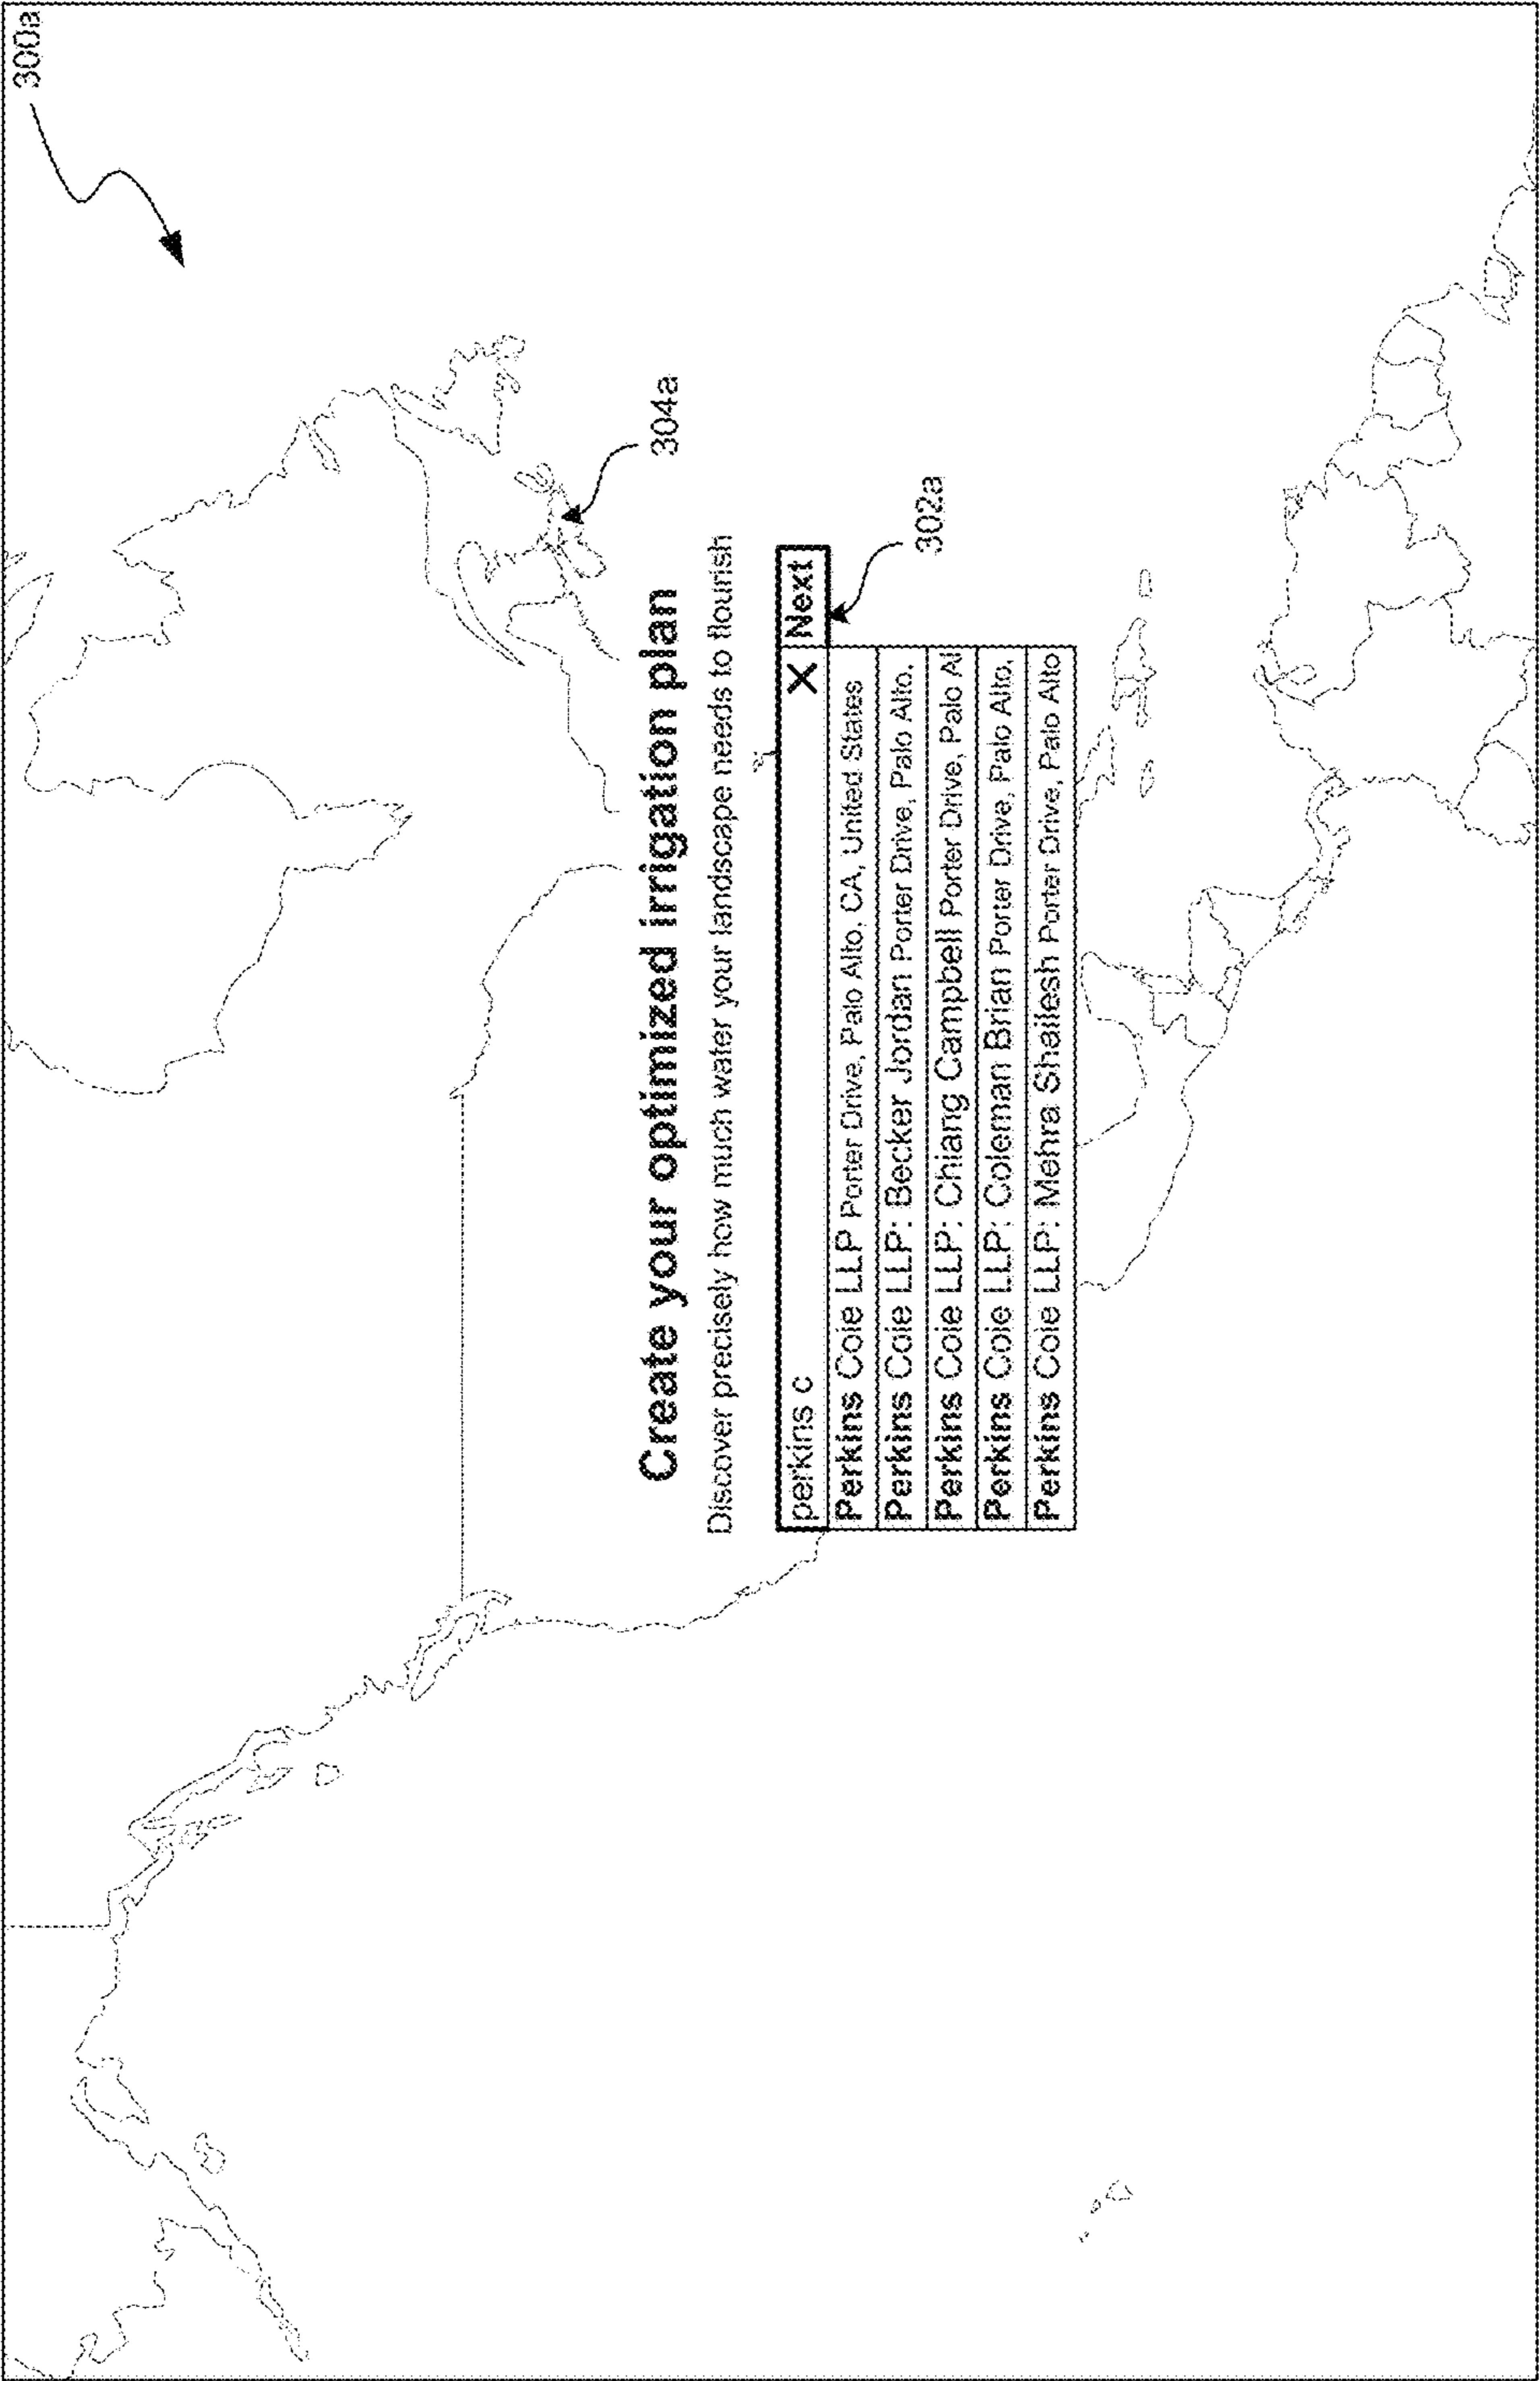 300a
304a
Create your optimized irrigation plan
Discover precisely how much water your landscape needs to flourish
perkins c X Next
302a
Perkins Coie LLP Porter Drive, Palo Alto, CA, United States
Perkins Coie LLP: Becker Jordan Porter Drive, Palo Alto,
Perkins Coie LLP: Chiang Campbell Porter Drive, Palo Al
Perkins Coie LLP: Coleman Brian Porter Drive, Palo Alto,
Perkins Coie LLP: Mehra Shailesh Porter Drive, Palo Alto